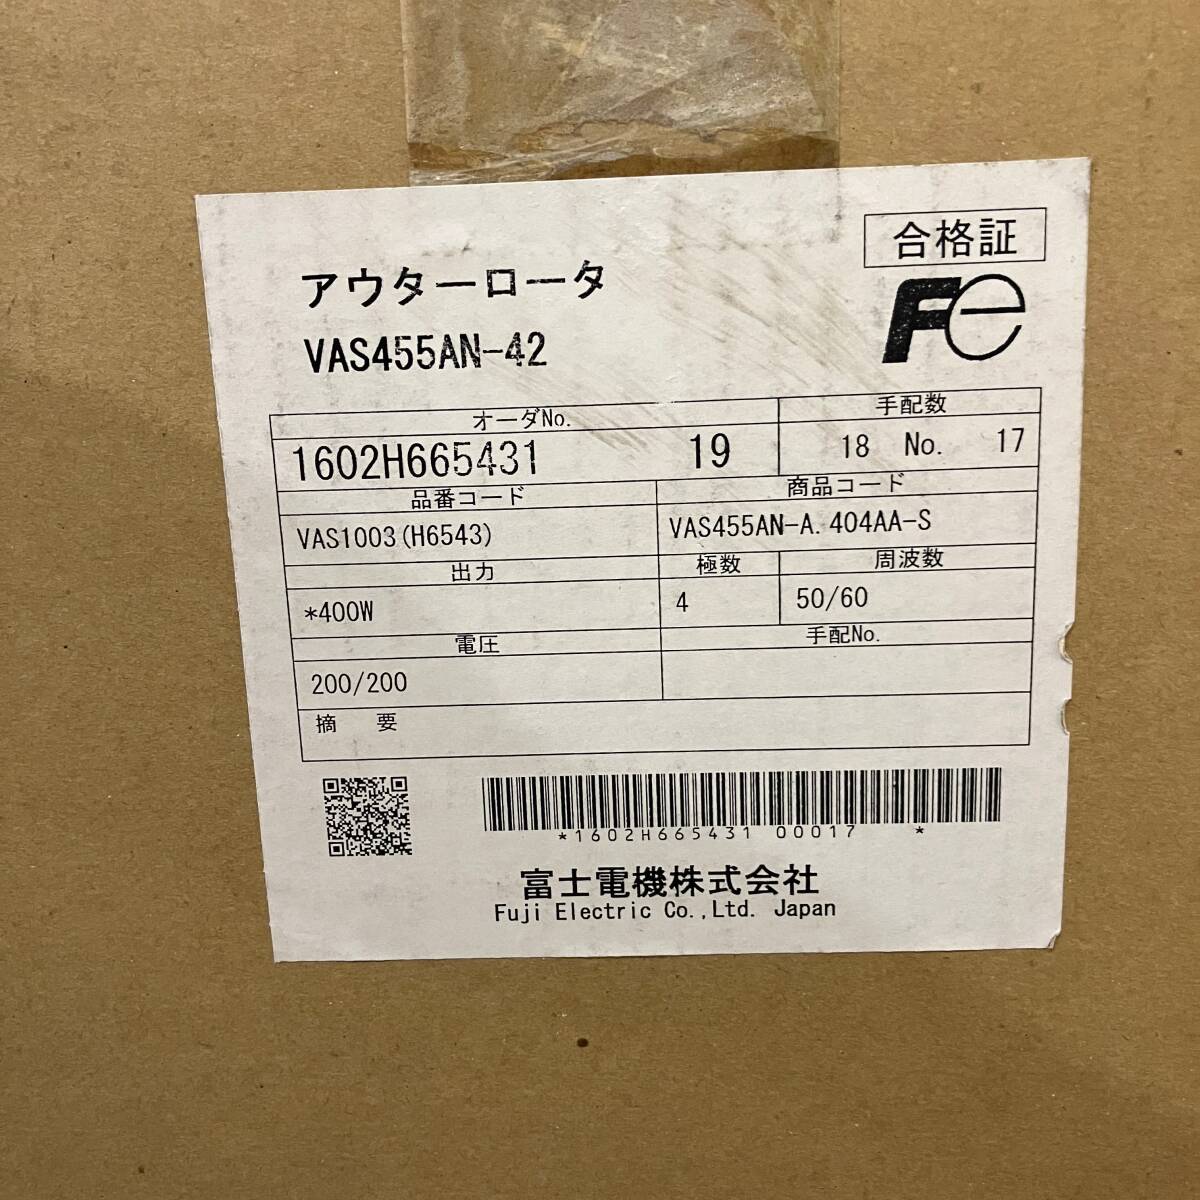 合格証
アウターロータ
Fe
VAS455AN-42
オーダNo. 手配数
1602H665431 19 18 No. 17
品番コード 商品コード
VAS1003(H6543) VAS455AN-A.404AA-S
出力 極数 周波数
*400W 4 50/60
電圧 手配No.
200/200
摘 要
*1602H665431 00017 *
富士電機株式会社
Fuji Electric Co.,Ltd. Japan